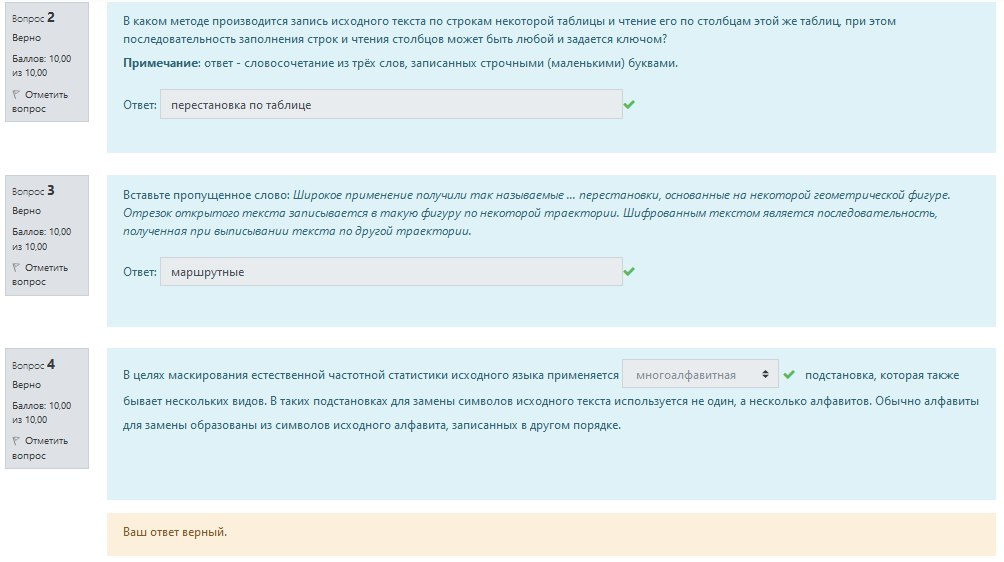 Вопрос 2
Верно
Баллов: 10,00
из 10,00
Отметить
вопрос
В каком методе производится запись исходного текста по строкам некоторой таблицы и чтение его по столбцам этой же таблиц, при этом
последовательность заполнения строк и чтения столбцов может быть любой и задается ключом?
Примечание: ответ - словосочетание из трёх слов, записанных строчными (маленькими) буквами.
Ответ: перестановка по таблице
Вопрос 3
Верно
Баллов: 10,00
из 10,00
Отметить
вопрос
Вставьте пропущенное слово: Широкое применение получили так называемые ... перестановки, основанные на некоторой геометрической фигуре.
Отрезок открытого текста записывается в такую фигуру по некоторой траектории. Шифрованным текстом является последовательность,
полученная при выписывании текста по другой траектории.
Ответ: маршрутные
Вопрос 4
Верно
Баллов: 10,00
из 10,00
Отметить
вопрос
В целях маскирования естественной частотной статистики исходного языка применяется многоалфавитная подстановка, которая также
бывает нескольких видов. В таких подстановках для замены символов исходного текста используется не один, а несколько алфавитов. Обычно алфавиты
для замены образованы из символов исходного алфавита, записанных в другом порядке.
Ваш ответ верный.